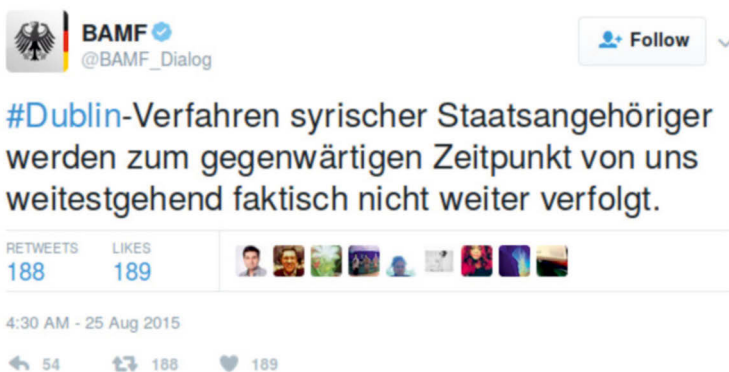 BAMF
@BAMF_Dialog
Follow
#Dublin-Verfahren syrischer Staatsangehöriger
werden zum gegenwärtigen Zeitpunkt von uns
weitestgehend faktisch nicht weiter verfolgt.
RETWEETS LIKES
188 189
4:30 AM - 25 Aug 2015
54 188 189